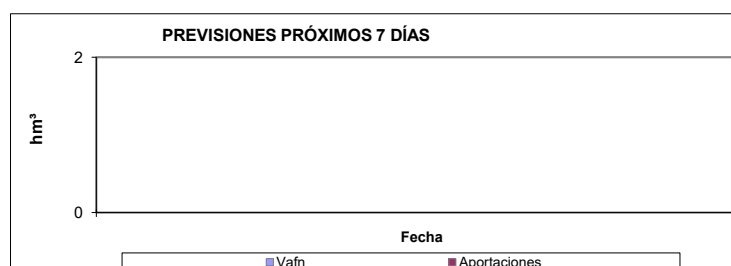 PREVISIONES PRÓXIMOS 7 DÍAS
2
hm³
0
Fecha
Vafn Aportaciones